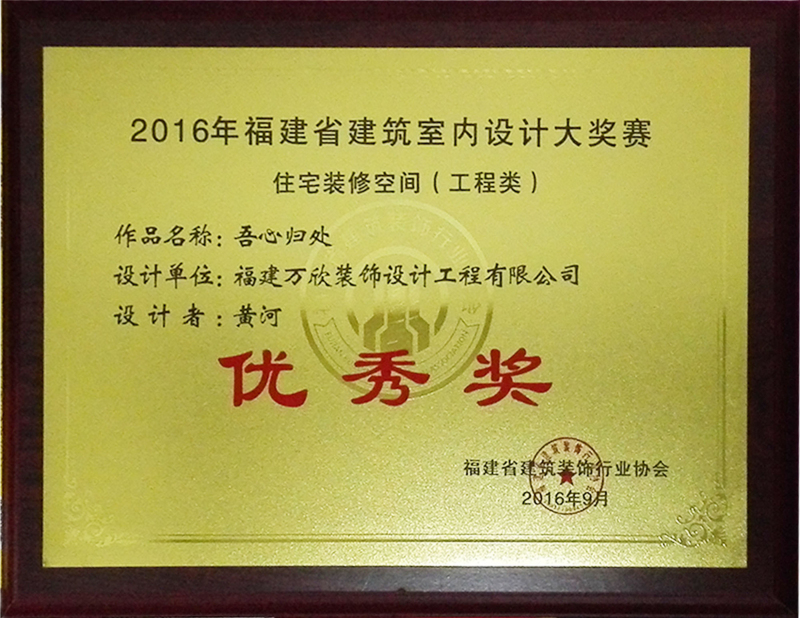 2016年福建省建筑室内设计大奖赛
住宅装修空间（工程类）
作品名称：吾心归处
设计单位：福建万欣装饰设计工程有限公司
设计者：黄河
优秀奖
福建省建筑装饰行业协会
2016年9月